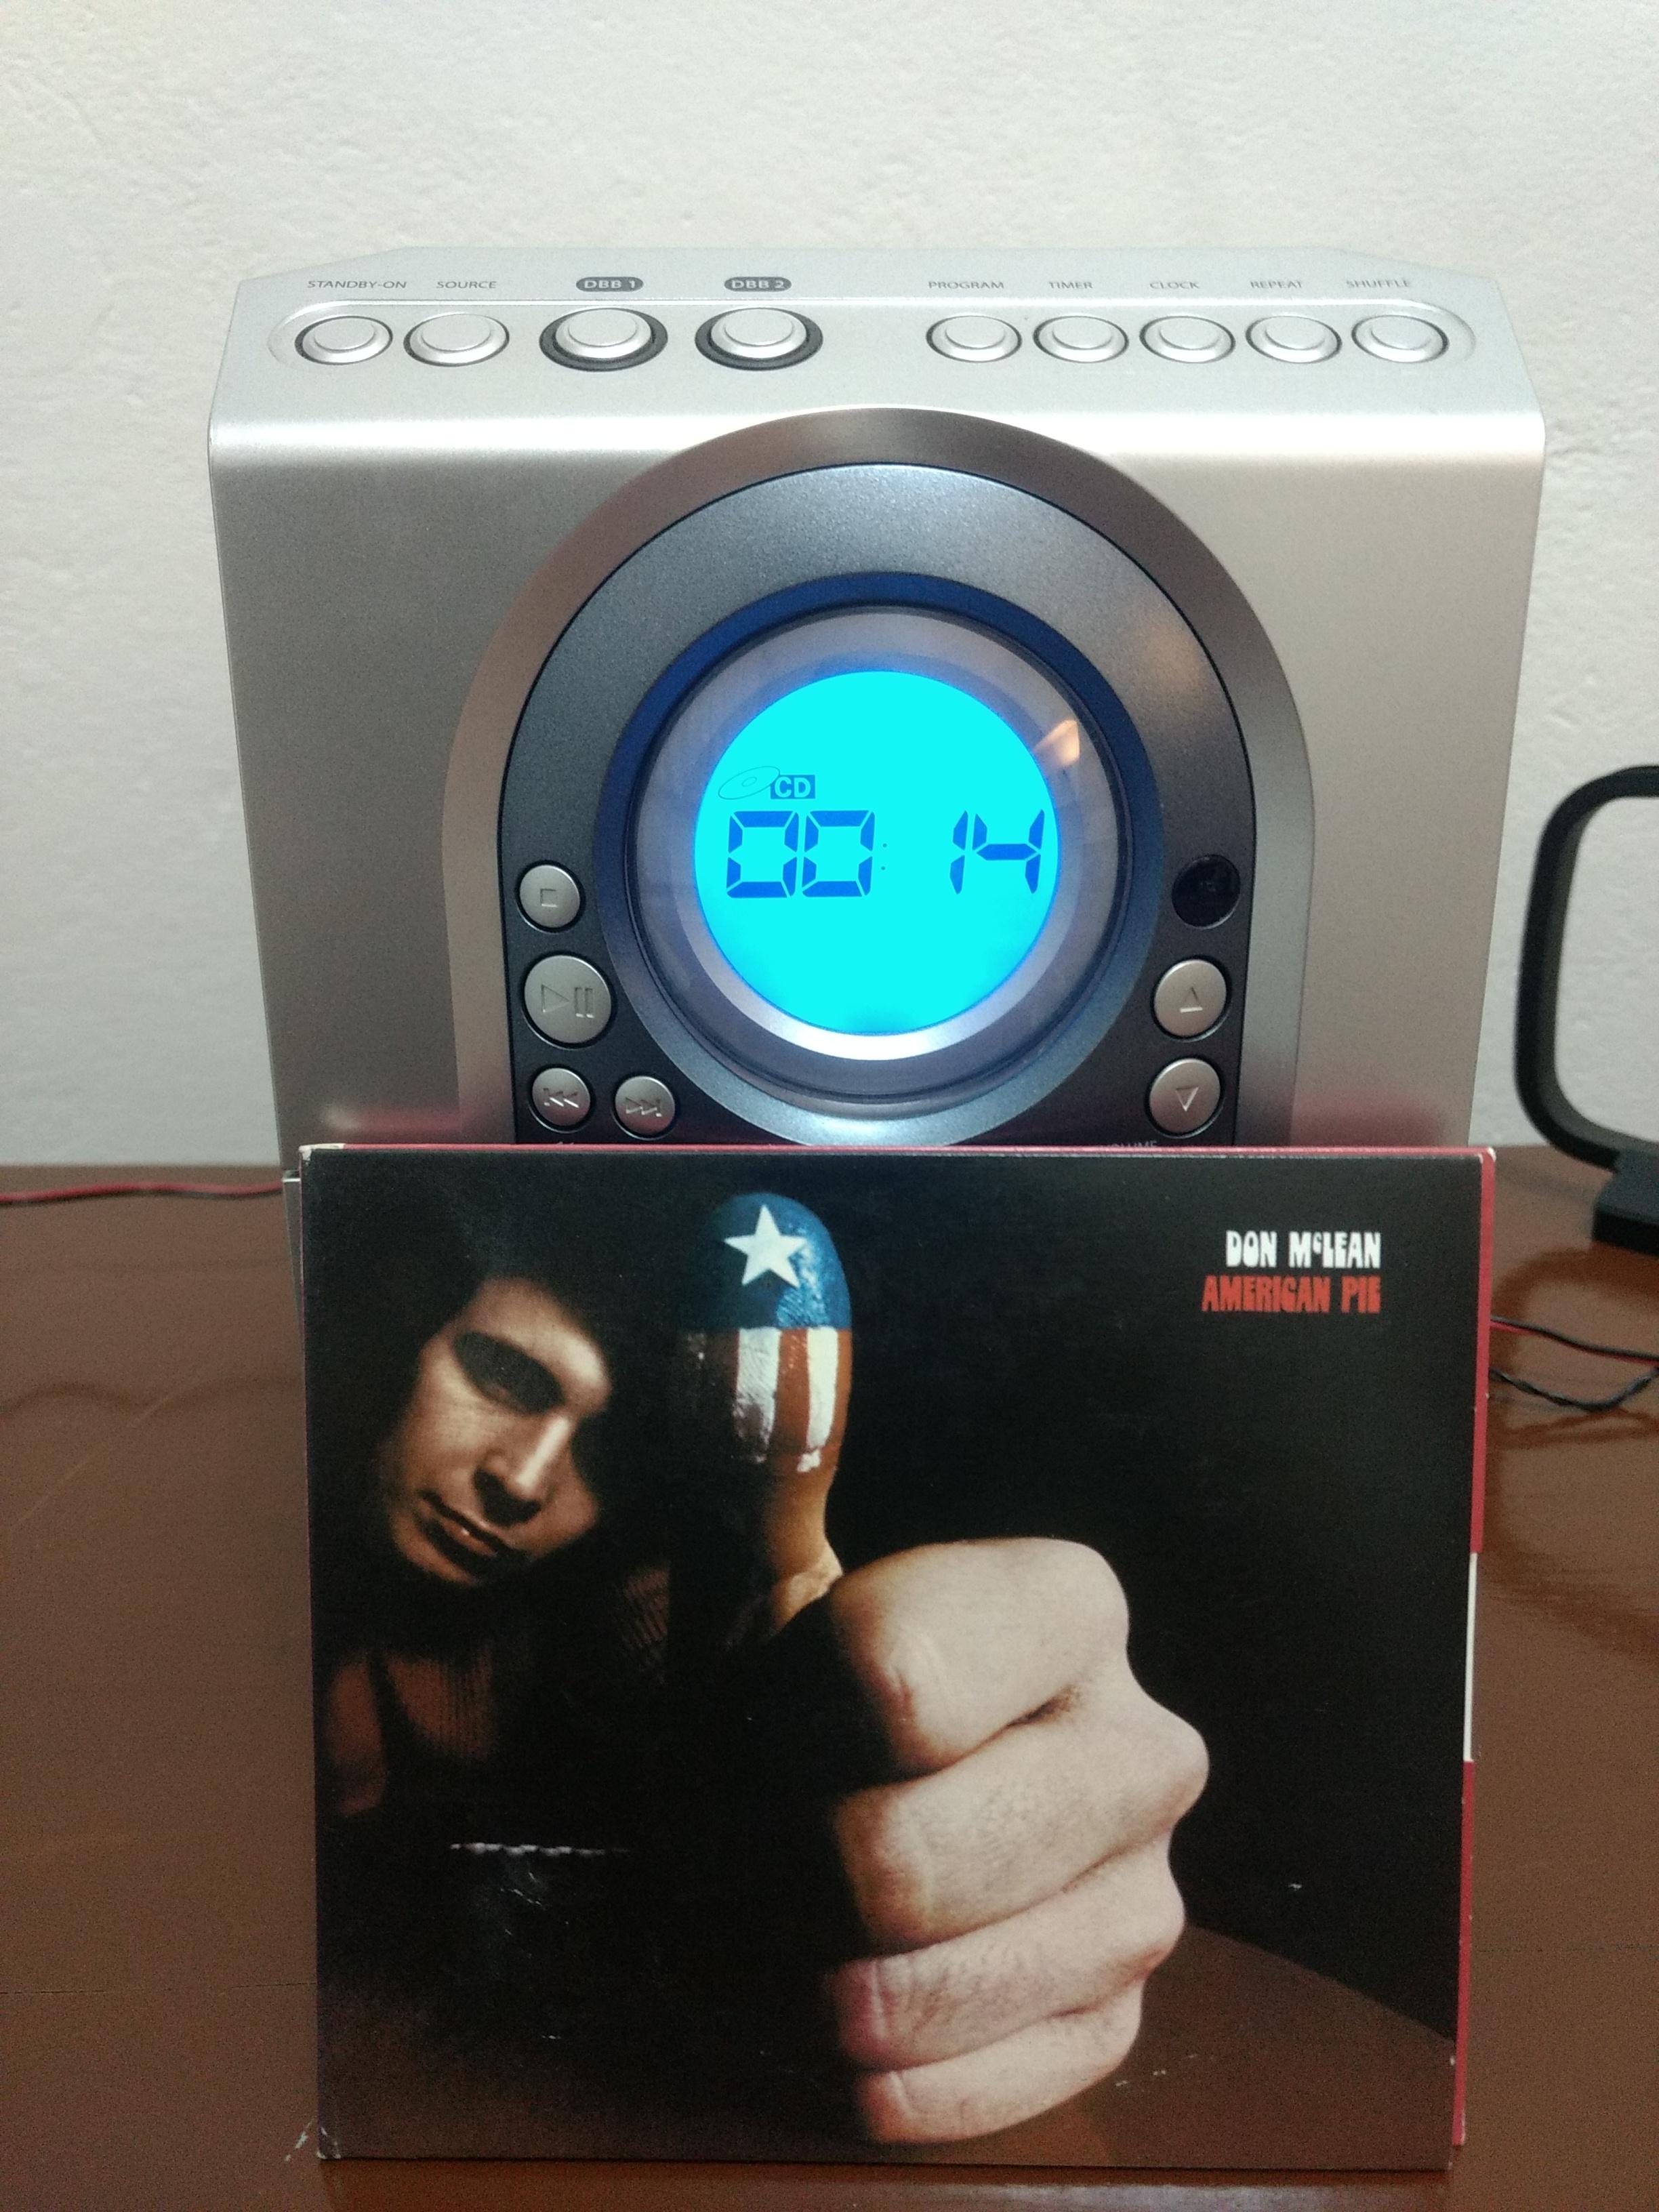 STANDBY-ON SOURCE DBB 1 DBB 2 PROGRAM TIMER CLOCK REPEAT SHUFFLE
CD
00: 14
VOLUME
DON McLEAN
AMERICAN PIE